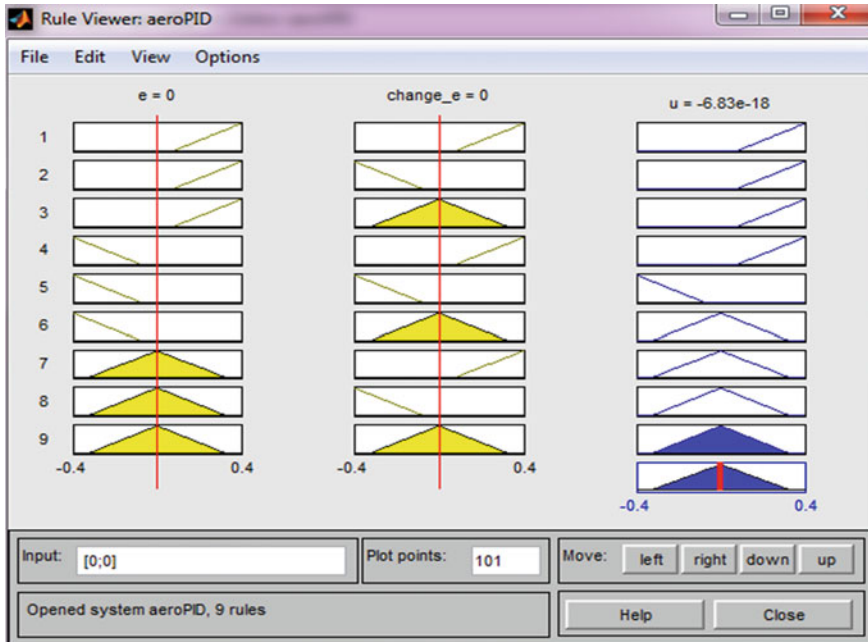 Rule Viewer: aeroPID
File Edit View Options
e = 0 change_e = 0 u = -6.83e-18
1
2
3
4
5
6
7
8
9
-0.4 0.4 -0.4 0.4
-0.4 0.4
Input: [0;0] Plot points: 101 Move: left right down up
Opened system aeroPID, 9 rules Help Close